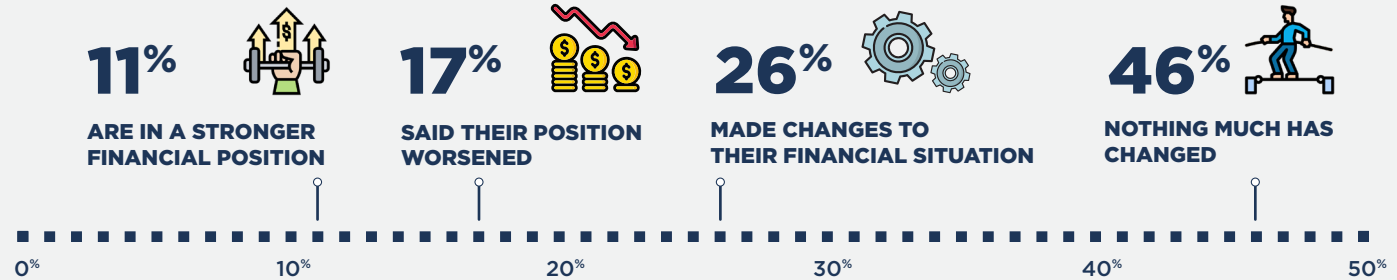 11%
ARE IN A STRONGER
FINANCIAL POSITION
17%
SAID THEIR POSITION
WORSENED
26%
MADE CHANGES TO
THEIR FINANCIAL SITUATION
46%
NOTHING MUCH HAS
CHANGED
0% 10% 20% 30% 40% 50%